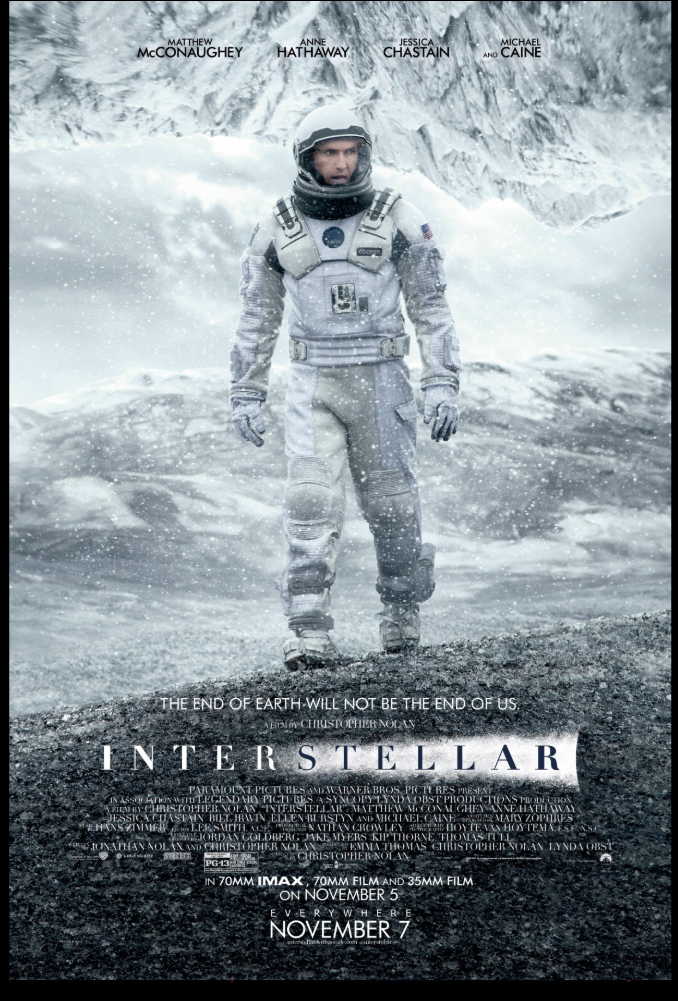 MATTHEW McCONAUGHEY ANNE HATHAWAY JESSICA CHASTAIN AND MICHAEL CAINE
COOPER
THE END OF EARTH WILL NOT BE THE END OF US.
A FILM BY CHRISTOPHER NOLAN
INTERSTELLAR
PARAMOUNT PICTURES AND WARNER BROS. PICTURES PRESENT
IN ASSOCIATION WITH LEGENDARY PICTURES A SYNCOPY/LYNDA OBST PRODUCTIONS PRODUCTION
A FILM BY CHRISTOPHER NOLAN "INTERSTELLAR" MATTHEW McCONAUGHEY ANNE HATHAWAY
JESSICA CHASTAIN BILL IRWIN ELLEN BURSTYN AND MICHAEL CAINE MARY ZOPHRES
HANS ZIMMER LEE SMITH NATHAN CROWLEY HOYTE VAN HOYTEMA
JORDAN GOLDBERG JAKE MYERS KIP THORNE THOMAS TULL
JONATHAN NOLAN AND CHRISTOPHER NOLAN EMMA THOMAS CHRISTOPHER NOLAN LYNDA OBST
PG-13 CHRISTOPHER NOLAN
IN 70MM IMAX, 70MM FILM AND 35MM FILM
ON NOVEMBER 5
EVERYWHERE
NOVEMBER 7